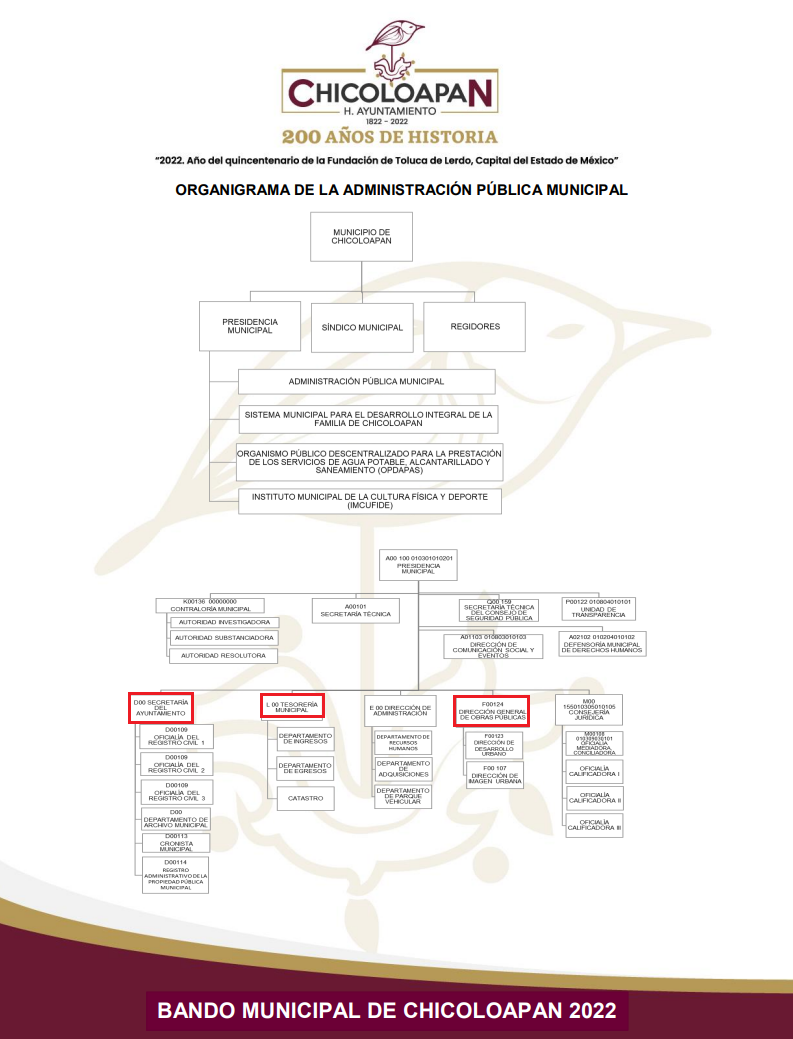 CHICOLOAPAN
H. AYUNTAMIENTO
1822 - 2022
200 AÑOS DE HISTORIA
"2022. Año del quincentenario de la Fundación de Toluca de Lerdo, Capital del Estado de México"
ORGANIGRAMA DE LA ADMINISTRACIÓN PÚBLICA MUNICIPAL
MUNICIPIO DE
CHICOLOAPAN
PRESIDENCIA
MUNICIPAL
SÍNDICO MUNICIPAL
REGIDORES
ADMINISTRACIÓN PÚBLICA MUNICIPAL
SISTEMA MUNICIPAL PARA EL DESARROLLO INTEGRAL DE LA
FAMILIA DE CHICOLOAPAN
ORGANISMO PÚBLICO DESCENTRALIZADO PARA LA PRESTACIÓN
DE LOS SERVICIOS DE AGUA POTABLE, ALCANTARILLADO Y
SANEAMIENTO (OPDAPAS)
INSTITUTO MUNICIPAL DE LA CULTURA FÍSICA Y DEPORTE
(IMCUFIDE)
A00 100 010301010201
PRESIDENCIA
MUNICIPAL
K00136 00000000
CONTRALORÍA MUNICIPAL
AUTORIDAD INVESTIGADORA
AUTORIDAD SUBSTANCIADORA
AUTORIDAD RESOLUTORA
A00101
SECRETARÍA TÉCNICA
Q00 159
SECRETARÍA TÉCNICA
DEL CONSEJO DE
SEGURIDAD PÚBLICA
P00122 010804010101
UNIDAD DE
TRANSPARENCIA
A01103 010803010103
DIRECCIÓN DE
COMUNICACIÓN SOCIAL Y
EVENTOS
A02102 010204010102
DEFENSORÍA MUNICIPAL
DE DERECHOS HUMANOS
D00 SECRETARÍA
DEL
AYUNTAMIENTO
D00109
OFICIALÍA DEL
REGISTRO CIVIL 1
D00109
OFICIALÍA DEL
REGISTRO CIVIL 2
D00109
OFICIALÍA DEL
REGISTRO CIVIL 3
D00
DEPARTAMENTO DE
ARCHIVO MUNICIPAL
D00113
CRONISTA
MUNICIPAL
D00114
REGISTRO
ADMINISTRATIVO DE LA
PROPIEDAD PÚBLICA
MUNICIPAL
L 00 TESORERÍA
MUNICIPAL
DEPARTAMENTO
DE INGRESOS
DEPARTAMENTO
DE EGRESOS
CATASTRO
E 00 DIRECCIÓN DE
ADMINISTRACIÓN
DEPARTAMENTO DE
RECURSOS
HUMANOS
DEPARTAMENTO
DE
ADQUISICIONES
DEPARTAMENTO
DE PARQUE
VEHICULAR
F00124
DIRECCIÓN GENERAL
DE OBRAS PÚBLICAS
F00123
DIRECCIÓN DE
DESARROLLO
URBANO
F00 107
DIRECCIÓN DE
IMAGEN URBANA
M00
155010305010105
CONSEJERÍA
JURÍDICA
M00108
010309030101
OFICIALÍA
MEDIADORA,
CONCILIADORA
OFICIALÍA
CALIFICADORA I
OFICIALÍA
CALIFICADORA II
OFICIALÍA
CALIFICADORA III
BANDO MUNICIPAL DE CHICOLOAPAN 2022